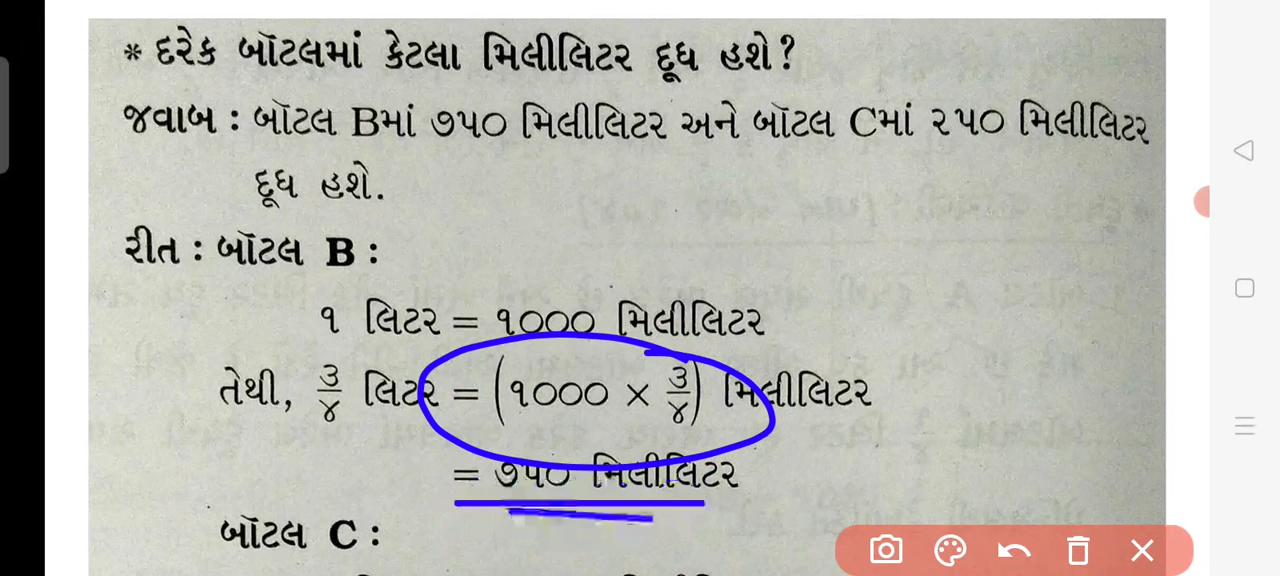 * દરેક બૉટલમાં કેટલા મિલીલિટર દૂધ હશે?
જવાબ : બૉટલ Bમાં ૭૫૦ મિલીલિટર અને બૉટલ Cમાં ૨૫૦ મિલીલિટર
દૂધ હશે.
રીત : બૉટલ B :
૧ લિટર = ૧૦૦૦ મિલીલિટર
તેથી, ૩/૪ લિટર = (૧૦૦૦ × ૩/૪) મિલીલિટર
= ૭૫૦ મિલીલિટર
બૉટલ C :